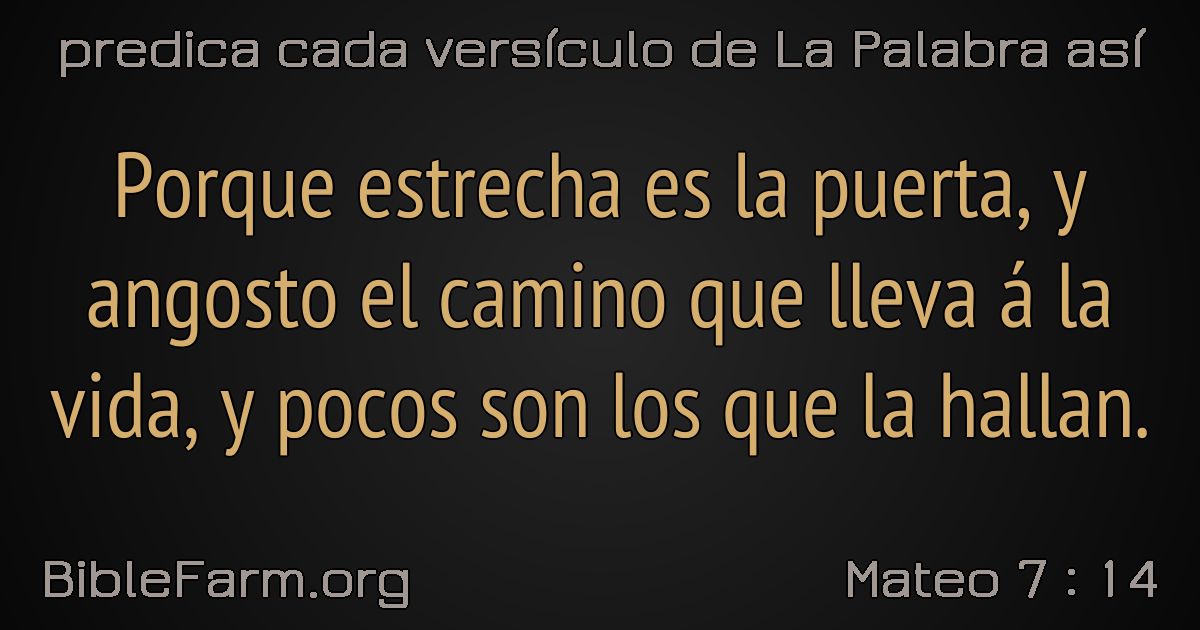 predica cada versículo de La Palabra así
Porque estrecha es la puerta, y
angosto el camino que lleva á la
vida, y pocos son los que la hallan.
BibleFarm.org
Mateo 7 : 14